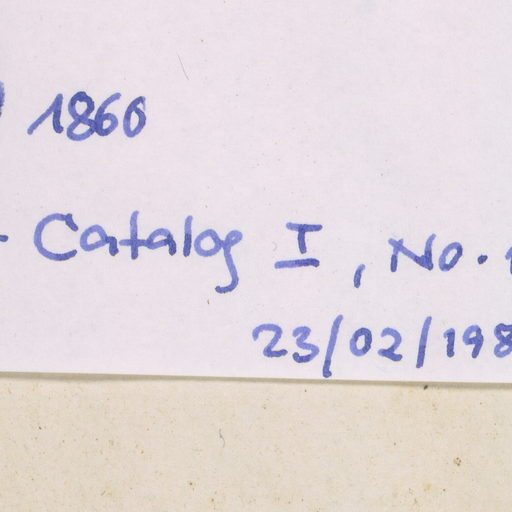 ) 1860
- Catalog I, No.
23/02/198